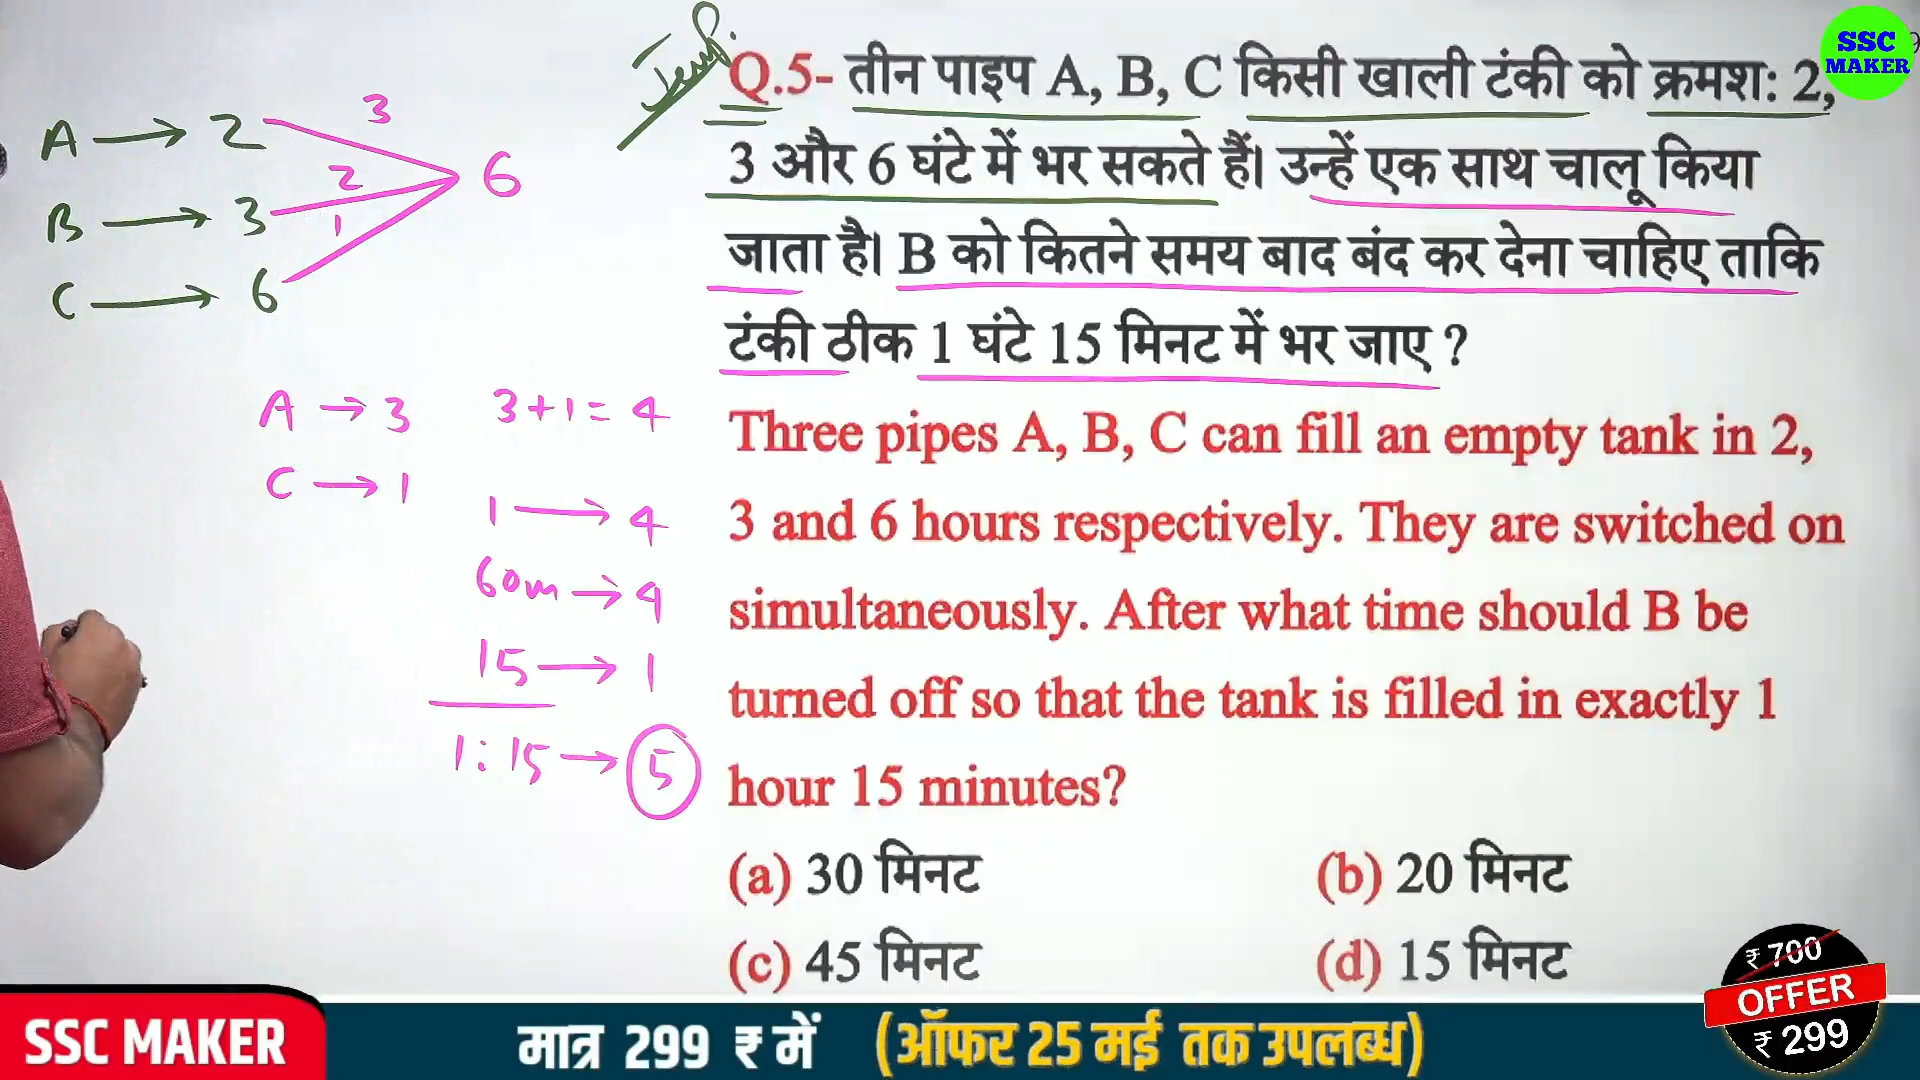 Q.5- तीन पाइप A, B, C किसी खाली टंकी को क्रमश: 2,
3 और 6 घंटे में भर सकते हैं। उन्हें एक साथ चालू किया
जाता है। B को कितने समय बाद बंद कर देना चाहिए ताकि
टंकी ठीक 1 घंटे 15 मिनट में भर जाए ?
Three pipes A, B, C can fill an empty tank in 2,
3 and 6 hours respectively. They are switched on
simultaneously. After what time should B be
turned off so that the tank is filled in exactly 1
hour 15 minutes?
(a) 30 मिनट (b) 20 मिनट
(c) 45 मिनट (d) 15 मिनट
A → 2 3
B → 3 2 6
C → 6 1
A → 3 3+1= 4
C → 1
1 → 4
60m → 4
15 → 1
1:15 → 5
SSC
MAKER
₹ 700
OFFER
₹ 299
SSC MAKER मात्र 299 ₹ में (ऑफर 25 मई तक उपलब्ध)